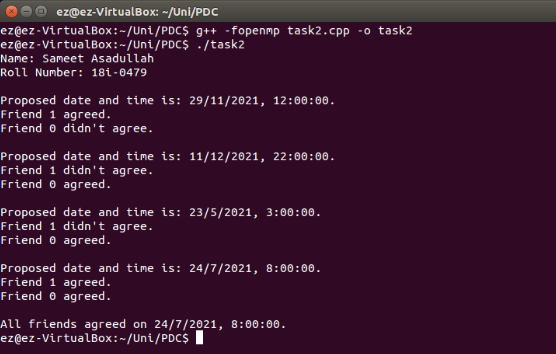 ez@ez-VirtualBox: ~/Uni/PDC
ez@ez-VirtualBox:~/Uni/PDC$ g++ -fopenmp task2.cpp -o task2
ez@ez-VirtualBox:~/Uni/PDC$ ./task2
Name: Sameet Asadullah
Roll Number: 18i-0479
Proposed date and time is: 29/11/2021, 12:00:00.
Friend 1 agreed.
Friend 0 didn't agree.
Proposed date and time is: 11/12/2021, 22:00:00.
Friend 1 didn't agree.
Friend 0 agreed.
Proposed date and time is: 23/5/2021, 3:00:00.
Friend 1 didn't agree.
Friend 0 agreed.
Proposed date and time is: 24/7/2021, 8:00:00.
Friend 1 agreed.
Friend 0 agreed.
All friends agreed on 24/7/2021, 8:00:00.
ez@ez-VirtualBox:~/Uni/PDC$